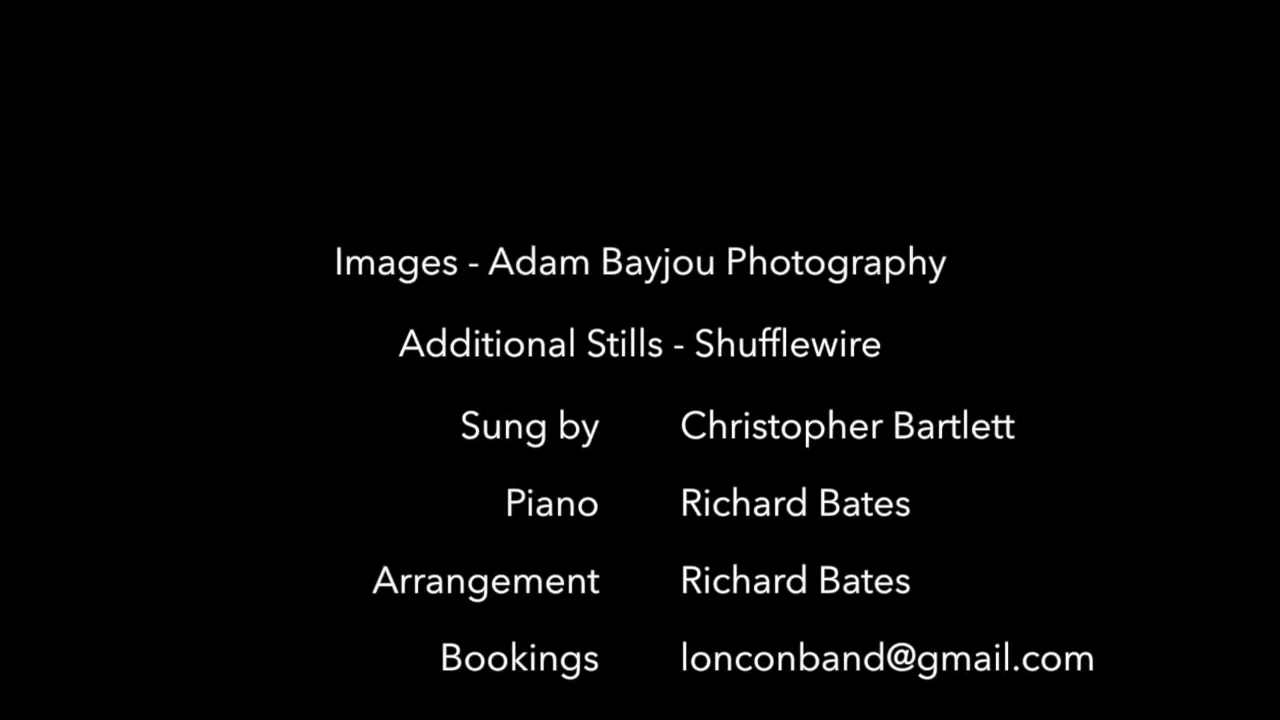 Images - Adam Bayjou Photography
Additional Stills - Shufflewire
Sung by Christopher Bartlett
Piano Richard Bates
Arrangement Richard Bates
Bookings lonconband@gmail.com